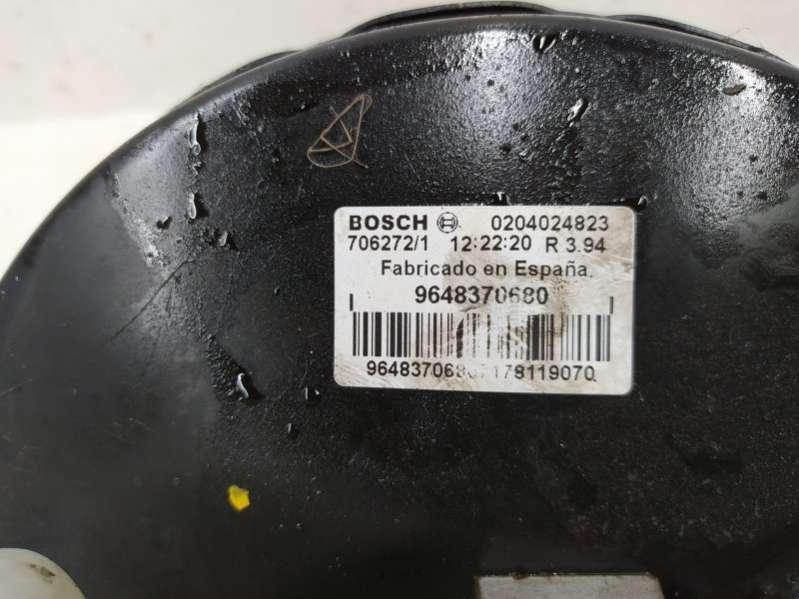 BOSCH 0204024823
706272/1 12:22:20 R 3.94
Fabricado en España.
9648370680